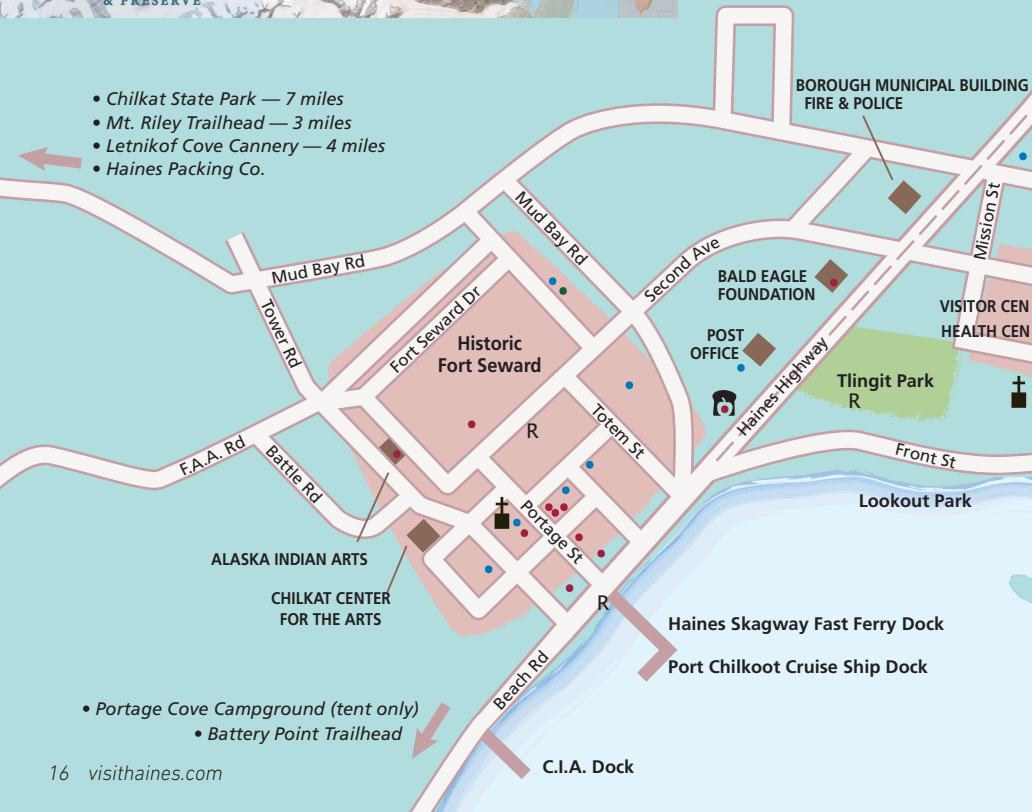 & PRESERVE
• Chilkat State Park — 7 miles
• Mt. Riley Trailhead — 3 miles
• Letnikof Cove Cannery — 4 miles
• Haines Packing Co.
BOROUGH MUNICIPAL BUILDING
FIRE & POLICE
Mission St
Mud Bay Rd
Mud Bay Rd
Second Ave
Tower Rd
Fort Seward Dr
BALD EAGLE
FOUNDATION
VISITOR CEN
HEALTH CEN
Historic
Fort Seward
POST
OFFICE
Haines Highway
Tlingit Park
R
R
Totem St
F.A.A. Rd
Battle Rd
Front St
Lookout Park
Portage St
ALASKA INDIAN ARTS
CHILKAT CENTER
FOR THE ARTS
R
Haines Skagway Fast Ferry Dock
Port Chilkoot Cruise Ship Dock
Beach Rd
• Portage Cove Campground (tent only)
• Battery Point Trailhead
C.I.A. Dock
16 visithaines.com